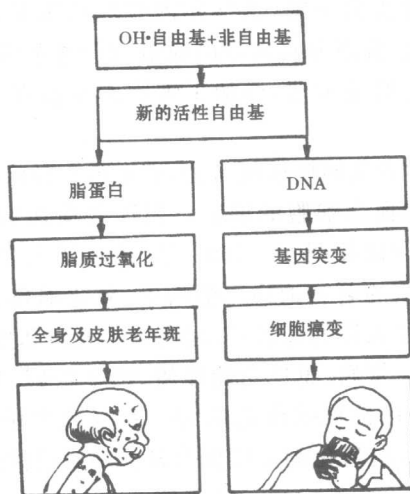 OH·自由基+非自由基
新的活性自由基
脂蛋白
DNA
脂质过氧化
基因突变
全身及皮肤老年斑
细胞癌变